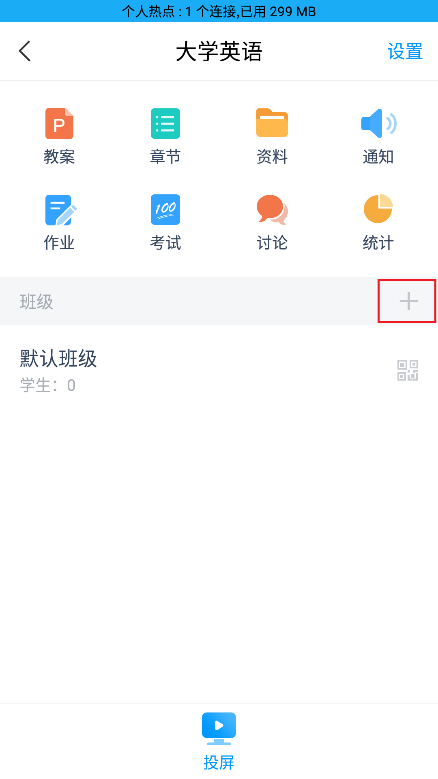 个人热点 : 1 个连接,已用 299 MB
大学英语 设置
P
教案 章节 资料 通知
100
作业 考试 讨论 统计
班级
默认班级
学生：0
投屏